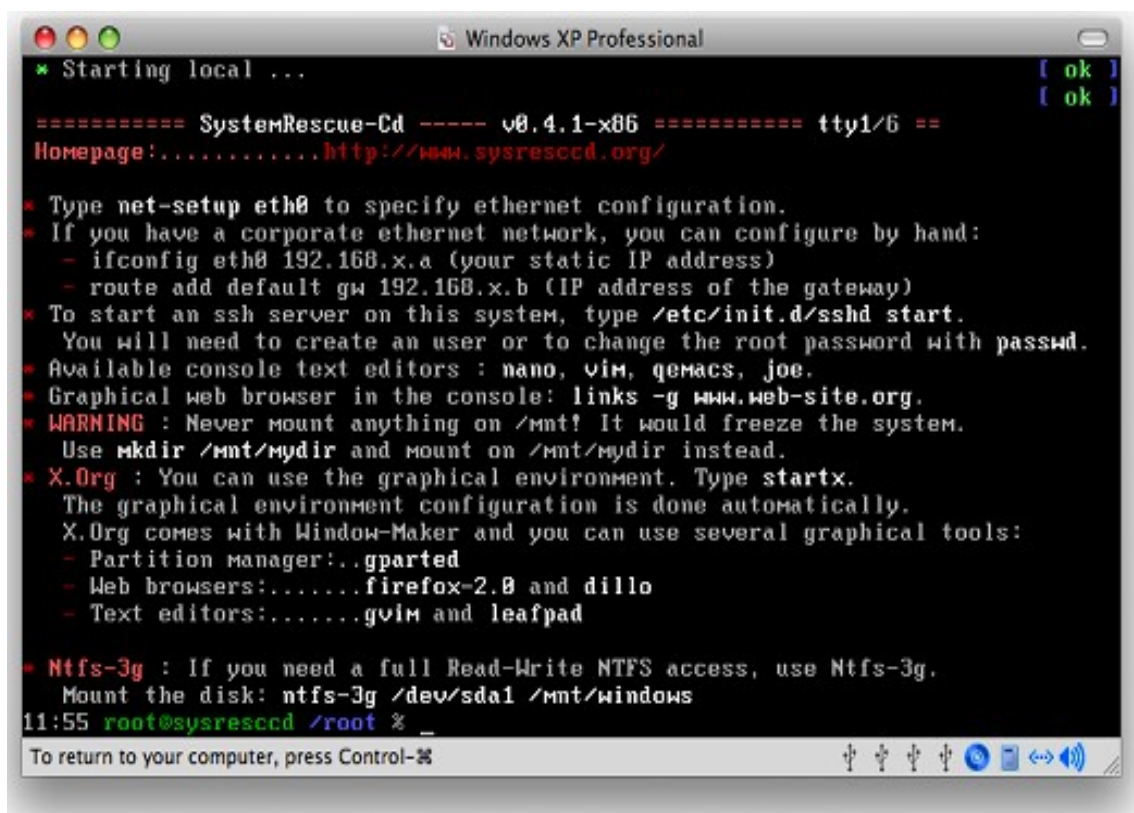 Windows XP Professional
* Starting local ... [ ok ]
[ ok ]
=========== SystemRescue-Cd ----- v0.4.1-x86 =========== tty1/6 ==
Homepage:............http://www.sysresccd.org/
* Type net-setup eth0 to specify ethernet configuration.
* If you have a corporate ethernet network, you can configure by hand:
- ifconfig eth0 192.168.x.a (your static IP address)
- route add default gw 192.168.x.b (IP address of the gateway)
* To start an ssh server on this system, type /etc/init.d/sshd start.
You will need to create an user or to change the root password with passwd.
* Available console text editors : nano, vim, qemacs, joe.
* Graphical web browser in the console: links -g www.web-site.org.
* WARNING : Never mount anything on /mnt! It would freeze the system.
Use mkdir /mnt/mydir and mount on /mnt/mydir instead.
* X.Org : You can use the graphical environment. Type startx.
The graphical environment configuration is done automatically.
X.Org comes with Window-Maker and you can use several graphical tools:
- Partition manager:..gparted
- Web browsers:.......firefox-2.0 and dillo
- Text editors:.......gvim and leafpad
* Ntfs-3g : If you need a full Read-Write NTFS access, use Ntfs-3g.
Mount the disk: ntfs-3g /dev/sda1 /mnt/windows
11:55 root@sysresccd /root % _
To return to your computer, press Control-⌘